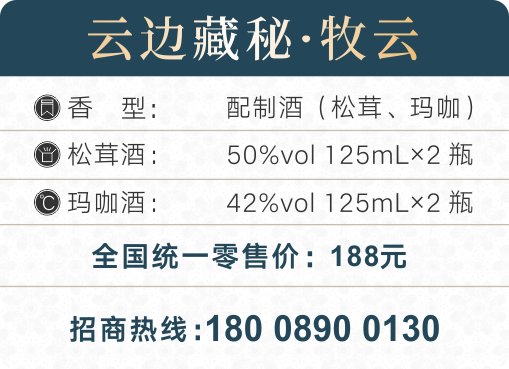 云边藏秘·牧云
香 型： 配制酒（松茸、玛咖）
松茸酒： 50%vol 125mL×2 瓶
℃ 玛咖酒： 42%vol 125mL×2 瓶
全国统一零售价：188元
招商热线:180 0890 0130